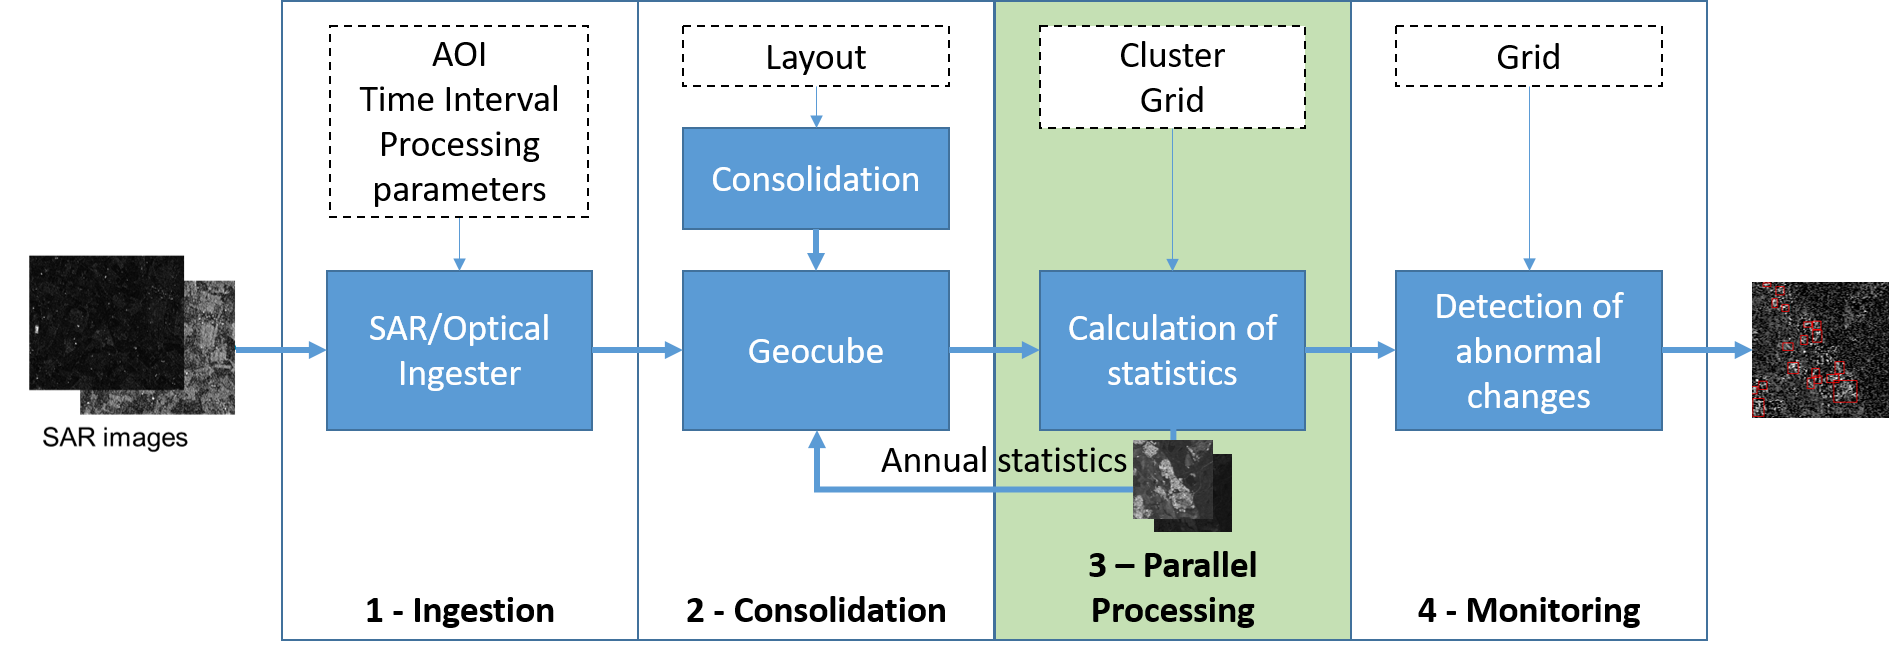 AOI
Time Interval
Processing
parameters
SAR/Optical
Ingester
SAR images
1 - Ingestion
Layout
Consolidation
Geocube
Annual statistics
2 - Consolidation
Cluster
Grid
Calculation of
statistics
3 – Parallel
Processing
Grid
Detection of
abnormal
changes
4 - Monitoring